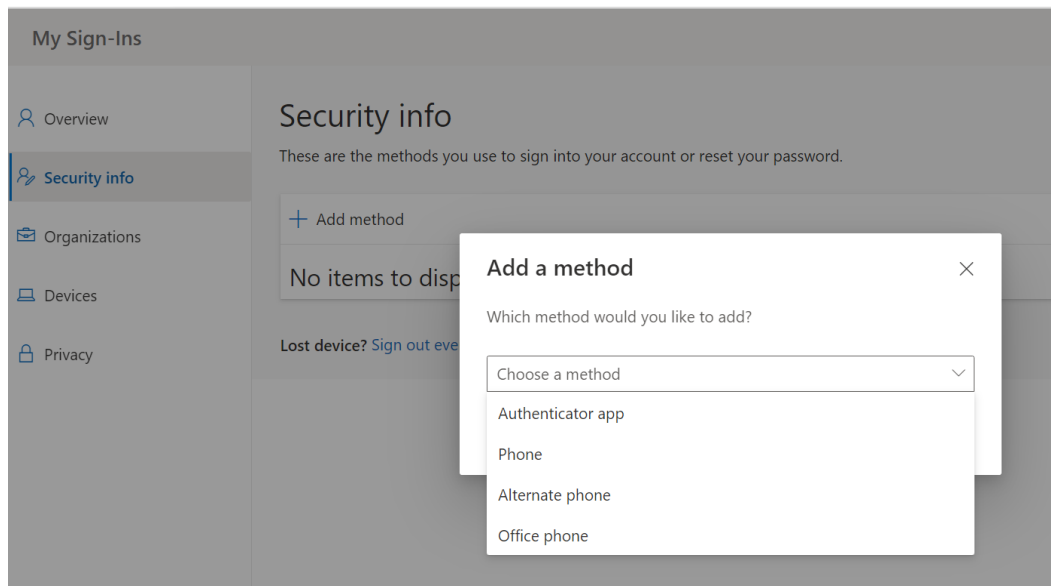 My Sign-Ins
Overview
Security info
Organizations
Devices
Privacy
Security info
These are the methods you use to sign into your account or reset your password.
Add method
No items to disp
Lost device? Sign out eve
Add a method
Which method would you like to add?
Choose a method
Authenticator app
Phone
Alternate phone
Office phone